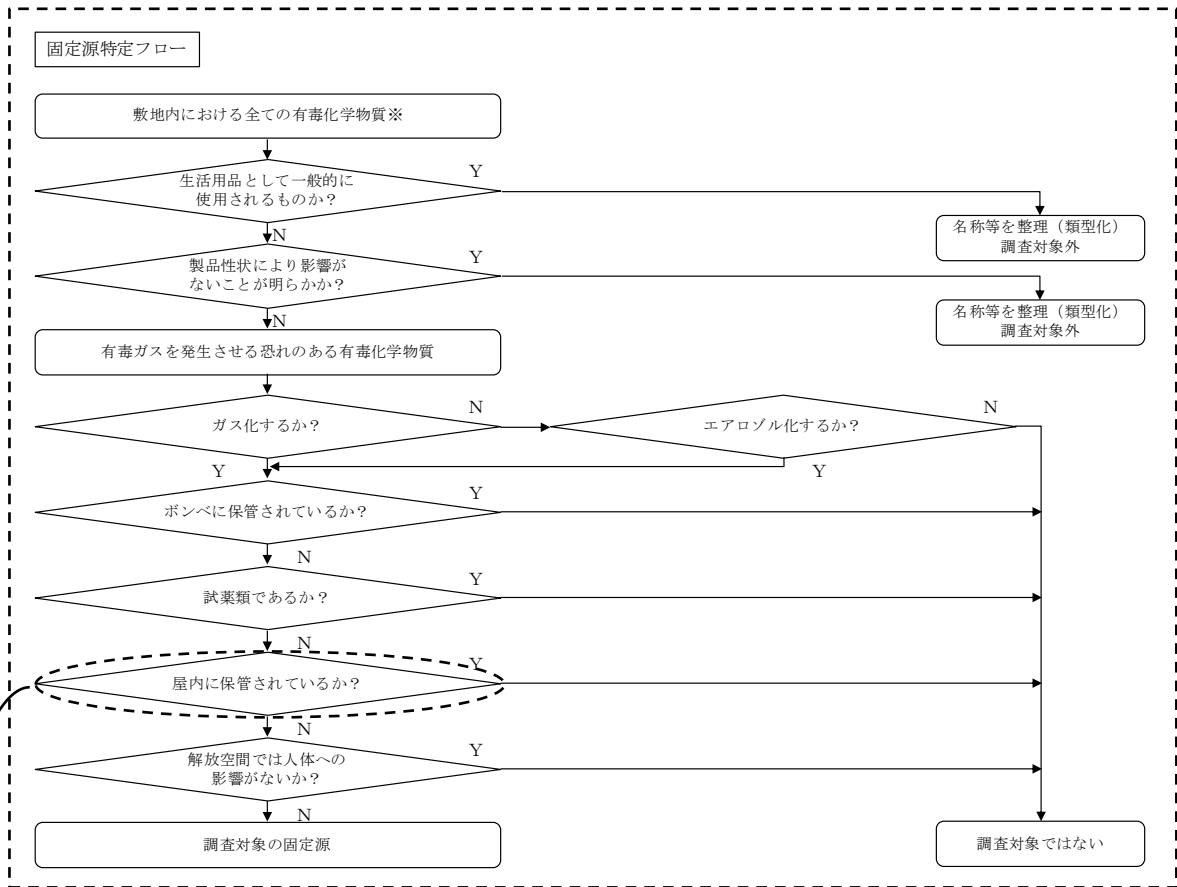 固定源特定フロー
敷地内における全ての有毒化学物質※
生活用品として一般的に
使用されるものか？
Y
名称等を整理（類型化）
調査対象外
N
製品性状により影響が
ないことが明らかか？
Y
名称等を整理（類型化）
調査対象外
N
有毒ガスを発生させる恐れのある有毒化学物質
ガス化するか？
N
エアロゾル化するか？
N
Y
Y
ボンベに保管されているか？
Y
N
試薬類であるか？
Y
N
屋内に保管されているか？
Y
N
解放空間では人体への
影響がないか？
Y
N
調査対象の固定源
調査対象ではない